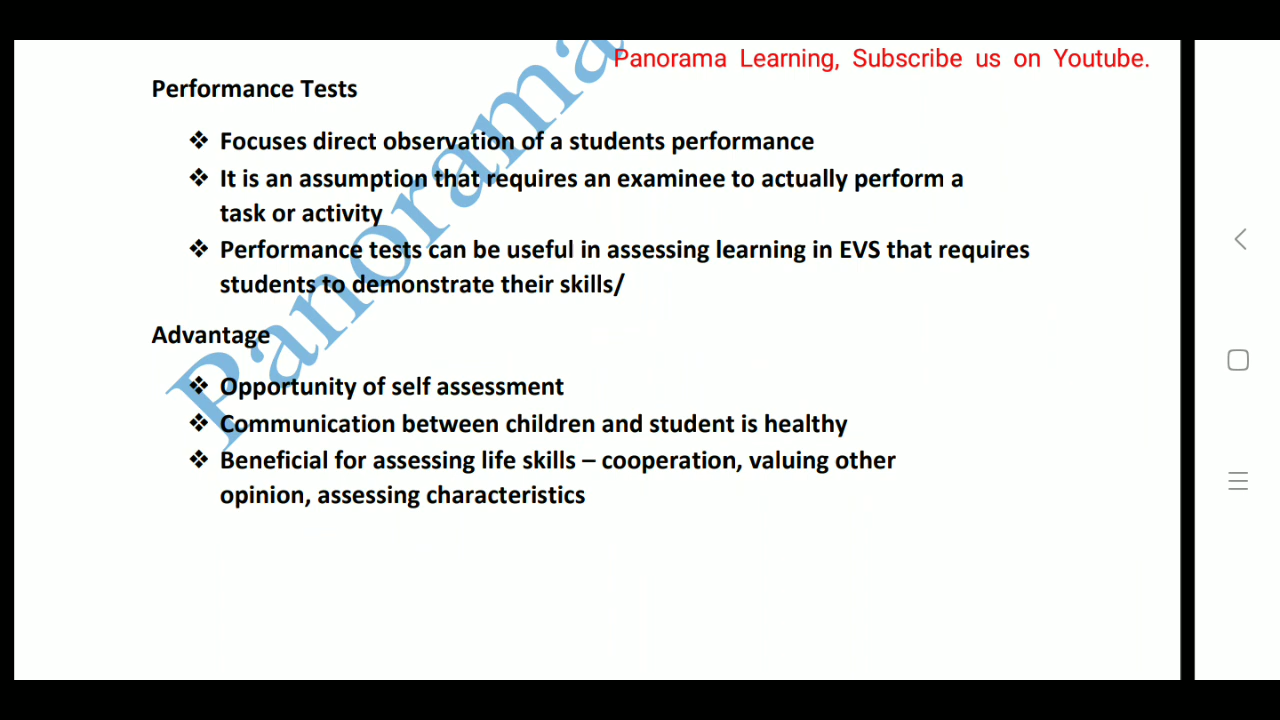 Panorama Learning, Subscribe us on Youtube.
Performance Tests
❖ Focuses direct observation of a students performance
❖ It is an assumption that requires an examinee to actually perform a
task or activity
❖ Performance tests can be useful in assessing learning in EVS that requires
students to demonstrate their skills/
Advantage
❖ Opportunity of self assessment
❖ Communication between children and student is healthy
❖ Beneficial for assessing life skills – cooperation, valuing other
opinion, assessing characteristics
Panorama